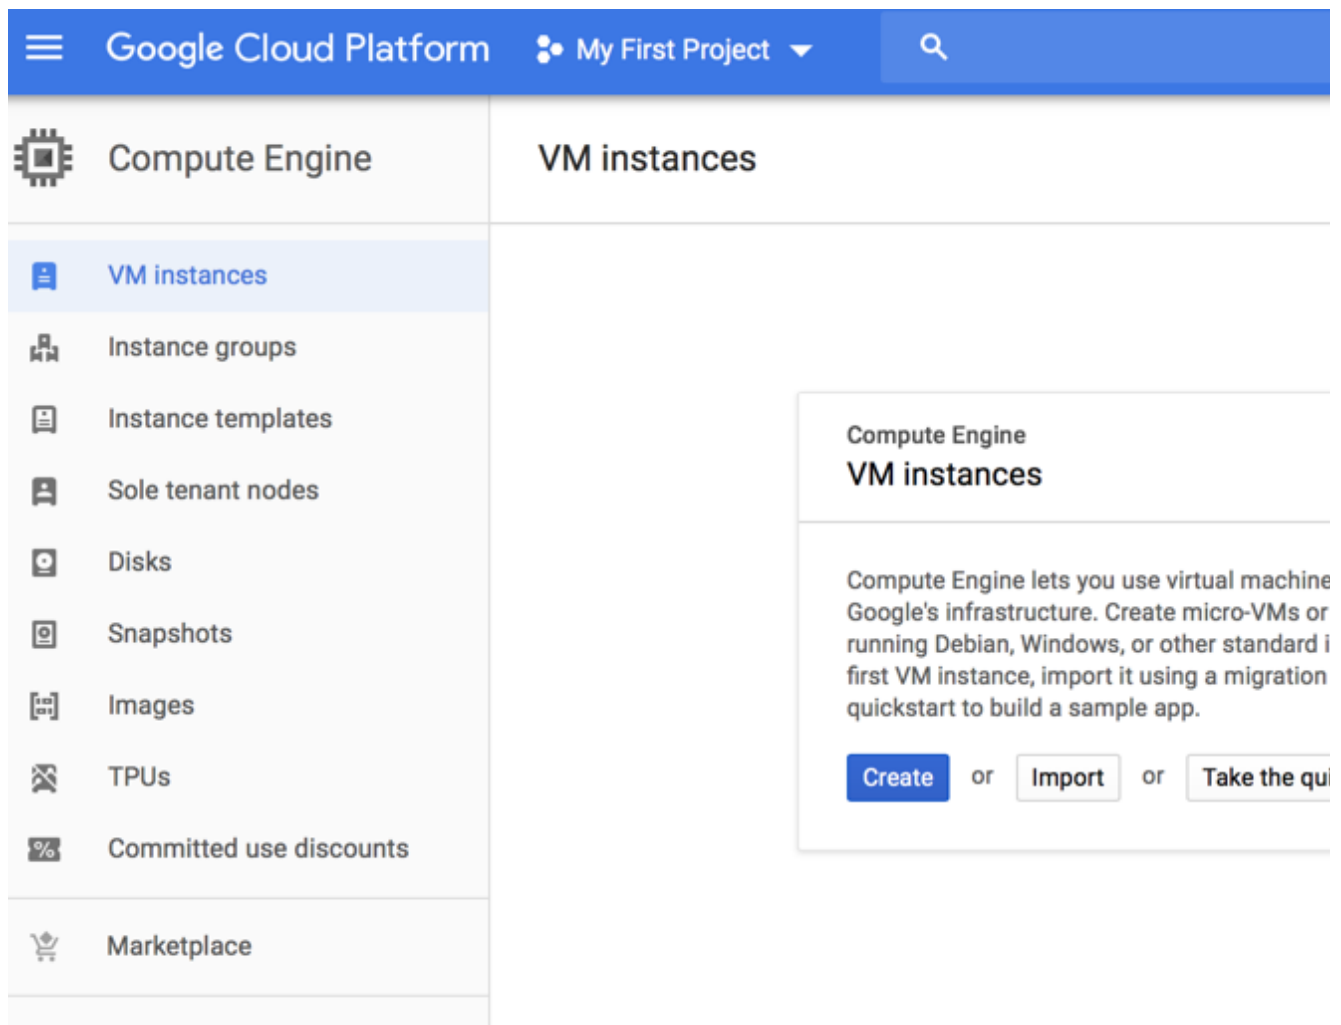 Google Cloud Platform
My First Project
Compute Engine
VM instances
VM instances
Instance groups
Instance templates
Sole tenant nodes
Disks
Snapshots
Images
TPUs
% Committed use discounts
Marketplace
Compute Engine
VM instances
Compute Engine lets you use virtual machine
Google's infrastructure. Create micro-VMs or
running Debian, Windows, or other standard i
first VM instance, import it using a migration
quickstart to build a sample app.
Create or Import or Take the qui